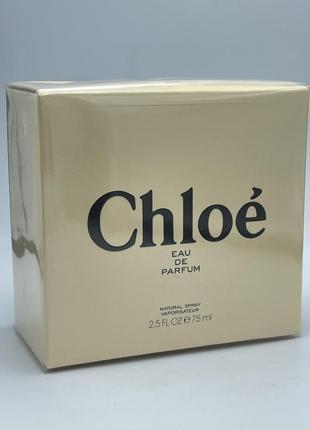 Chloé
EAU
DE
PARFUM
NATURAL SPRAY
VAPORISATEUR
2.5 FL OZ ℮ 75 ml